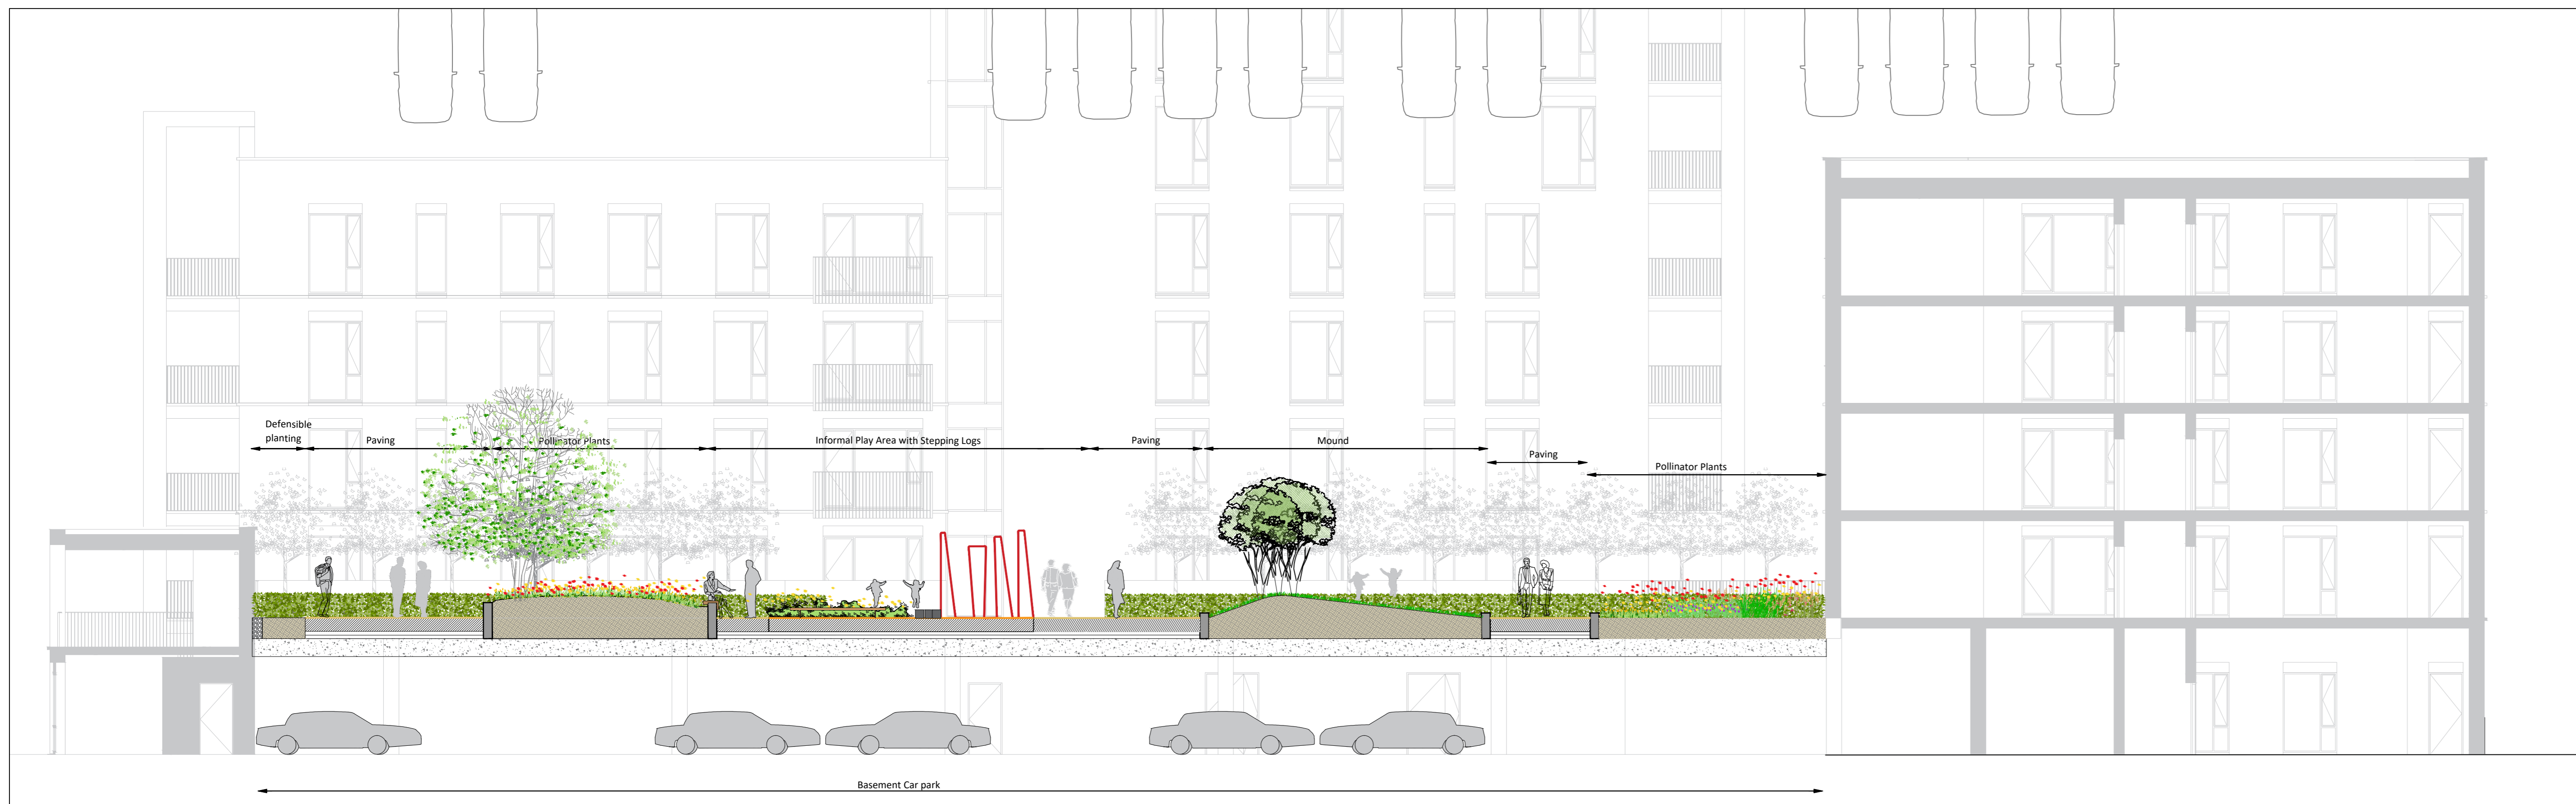 Defensible
planting
Paving
Pollinator Plants
Informal Play Area with Stepping Logs
Paving
Mound
Paving
Pollinator Plants
Basement Car park